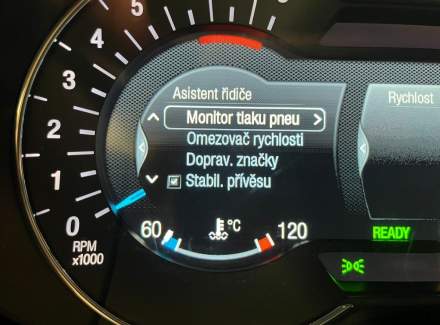 5
4
3
2
1
0
RPM
x1000
Asistent řidiče
Monitor tlaku pneu >
Omezovač rychlosti
Doprav. značky
Stabil. přívěsu
60
°C
120
Rychlost
READY